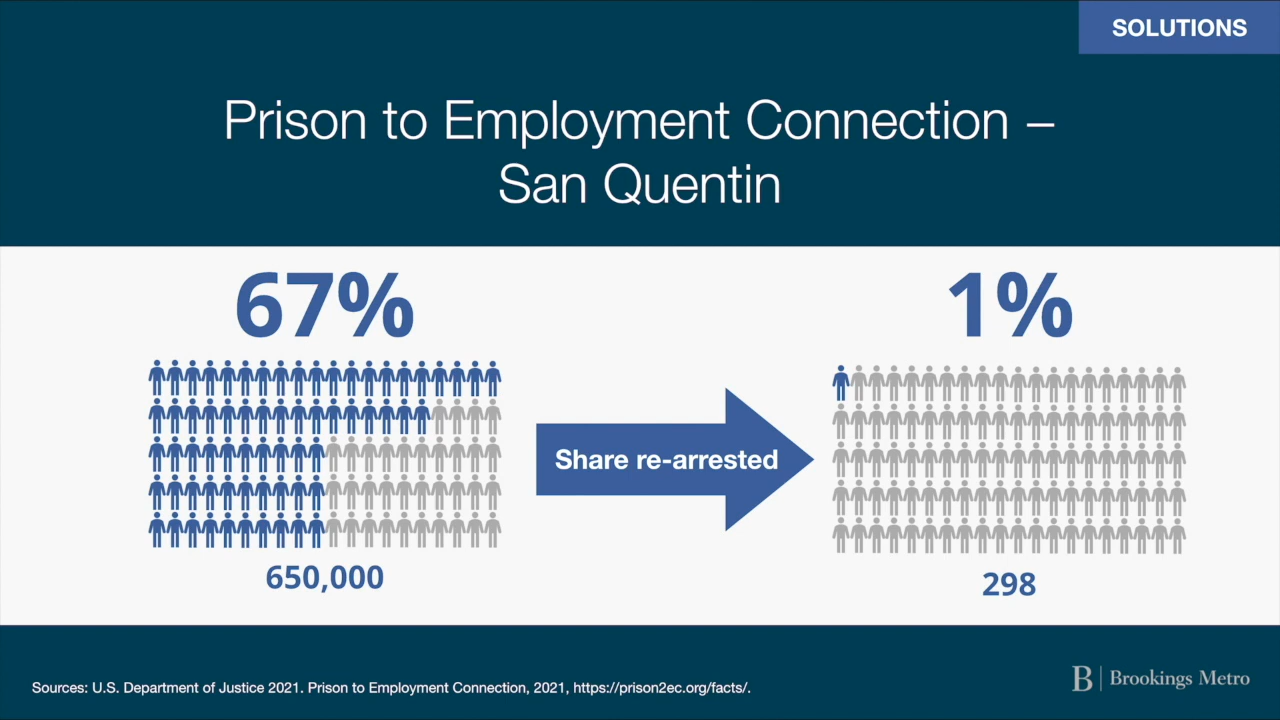 SOLUTIONS
Prison to Employment Connection –
San Quentin
67%
1%
Share re-arrested
650,000
298
Sources: U.S. Department of Justice 2021. Prison to Employment Connection, 2021, https://prison2ec.org/facts/.
B | Brookings Metro